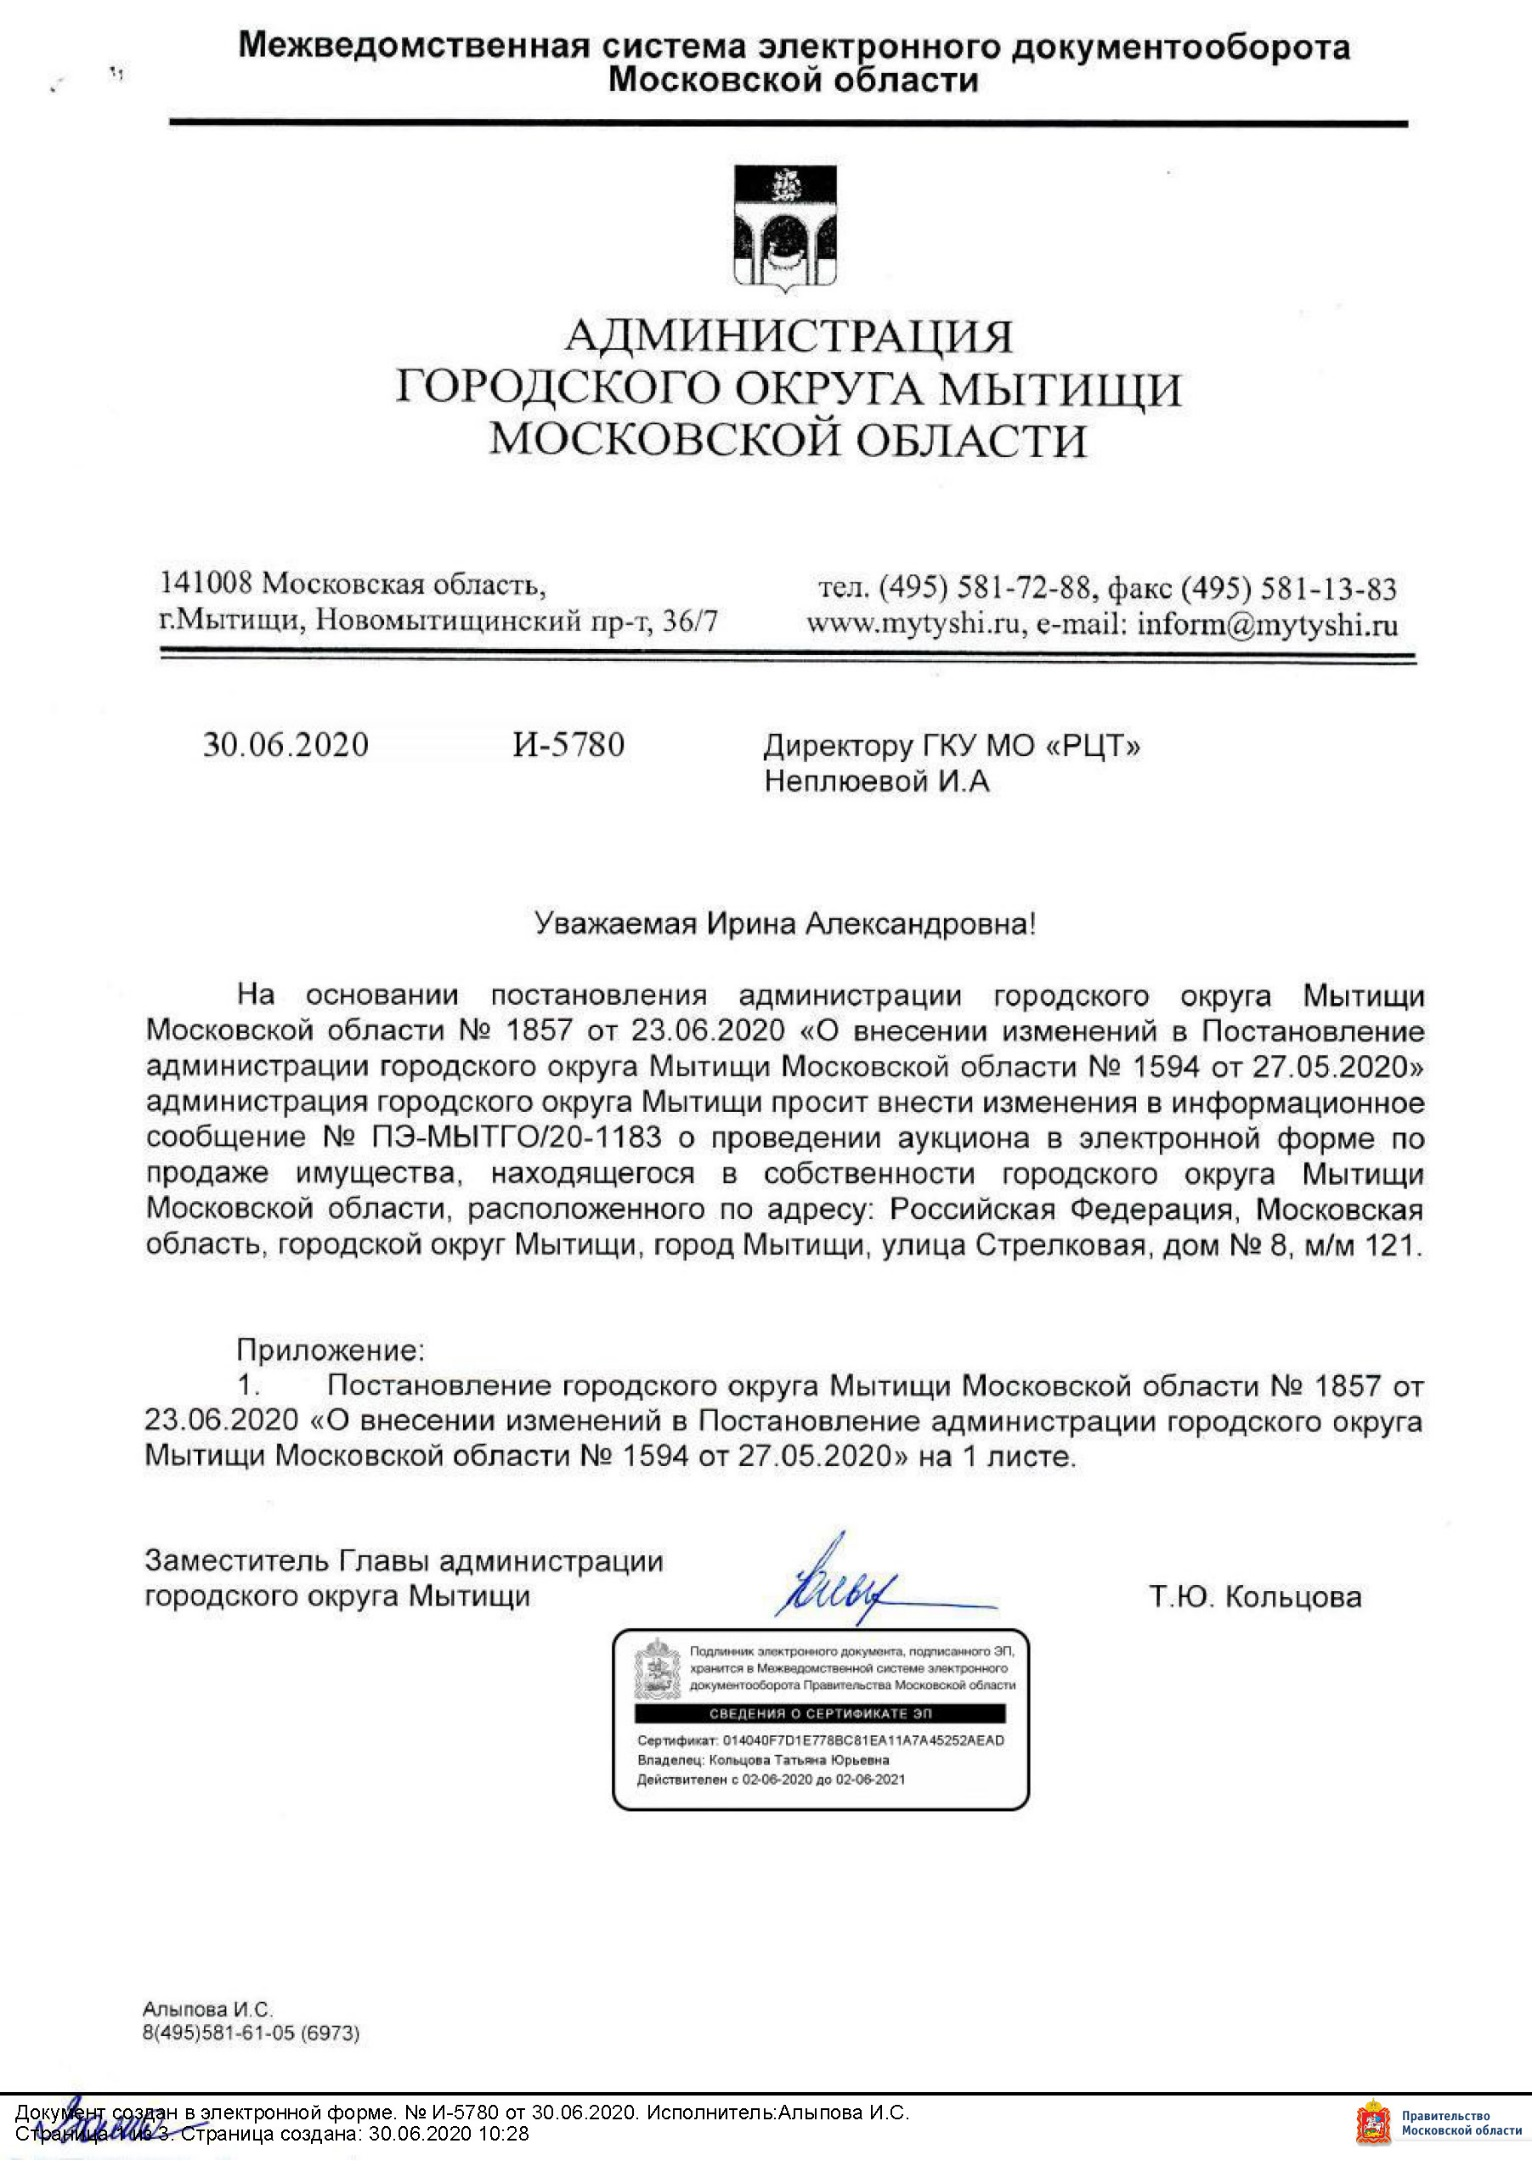 Межведомственная система электронного документооборота
Московской области
АДМИНИСТРАЦИЯ
ГОРОДСКОГО ОКРУГА МЫТИЩИ
МОСКОВСКОЙ ОБЛАСТИ
141008 Московская область,
г.Мытищи, Новомытищинский пр-т, 36/7
тел. (495) 581-72-88, факс (495) 581-13-83
www.mytyshi.ru, e-mail: inform@mytyshi.ru
30.06.2020 И-5780
Директору ГКУ МО «РЦТ»
Неплюевой И.А
Уважаемая Ирина Александровна!
На основании постановления администрации городского округа Мытищи
Московской области № 1857 от 23.06.2020 «О внесении изменений в Постановление
администрации городского округа Мытищи Московской области № 1594 от 27.05.2020»
администрация городского округа Мытищи просит внести изменения в информационное
сообщение № ПЭ-МЫТГО/20-1183 о проведении аукциона в электронной форме по
продаже имущества, находящегося в собственности городского округа Мытищи
Московской области, расположенного по адресу: Российская Федерация, Московская
область, городской округ Мытищи, город Мытищи, улица Стрелковая, дом № 8, м/м 121.
Приложение:
1. Постановление городского округа Мытищи Московской области № 1857 от
23.06.2020 «О внесении изменений в Постановление администрации городского округа
Мытищи Московской области № 1594 от 27.05.2020» на 1 листе.
Заместитель Главы администрации
городского округа Мытищи Т.Ю. Кольцова
Подлинник электронного документа, подписанного ЭП,
хранится в Межведомственной системе электронного
документооборота Правительства Московской области
СВЕДЕНИЯ О СЕРТИФИКАТЕ ЭП
Сертификат: 014040F7D1E778BC81EA11A7A45252AEAD
Владелец: Кольцова Татьяна Юрьевна
Действителен с 02-06-2020 до 02-06-2021
Алыпова И.С.
8(495)581-61-05 (6973)
Документ создан в электронной форме. № И-5780 от 30.06.2020. Исполнитель:Алыпова И.С.
Страница 1 из 3. Страница создана: 30.06.2020 10:28
Правительство
Московской области